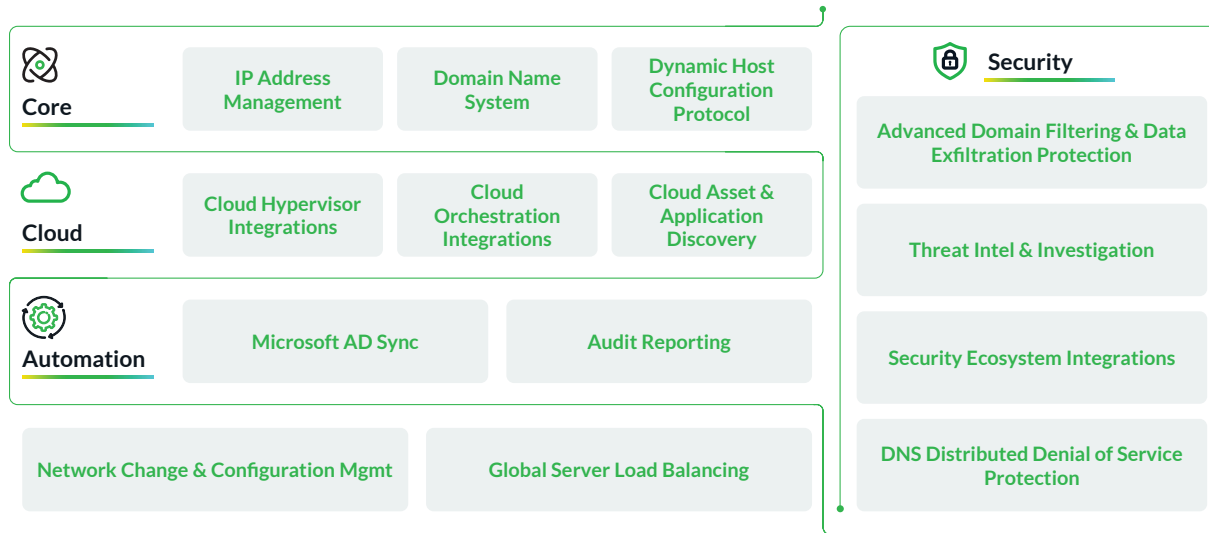 Core
IP Address
Management
Domain Name
System
Dynamic Host
Configuration
Protocol
Cloud
Cloud Hypervisor
Integrations
Cloud
Orchestration
Integrations
Cloud Asset &
Application
Discovery
Automation
Microsoft AD Sync
Audit Reporting
Network Change & Configuration Mgmt
Global Server Load Balancing
Security
Advanced Domain Filtering & Data
Exfiltration Protection
Threat Intel & Investigation
Security Ecosystem Integrations
DNS Distributed Denial of Service
Protection